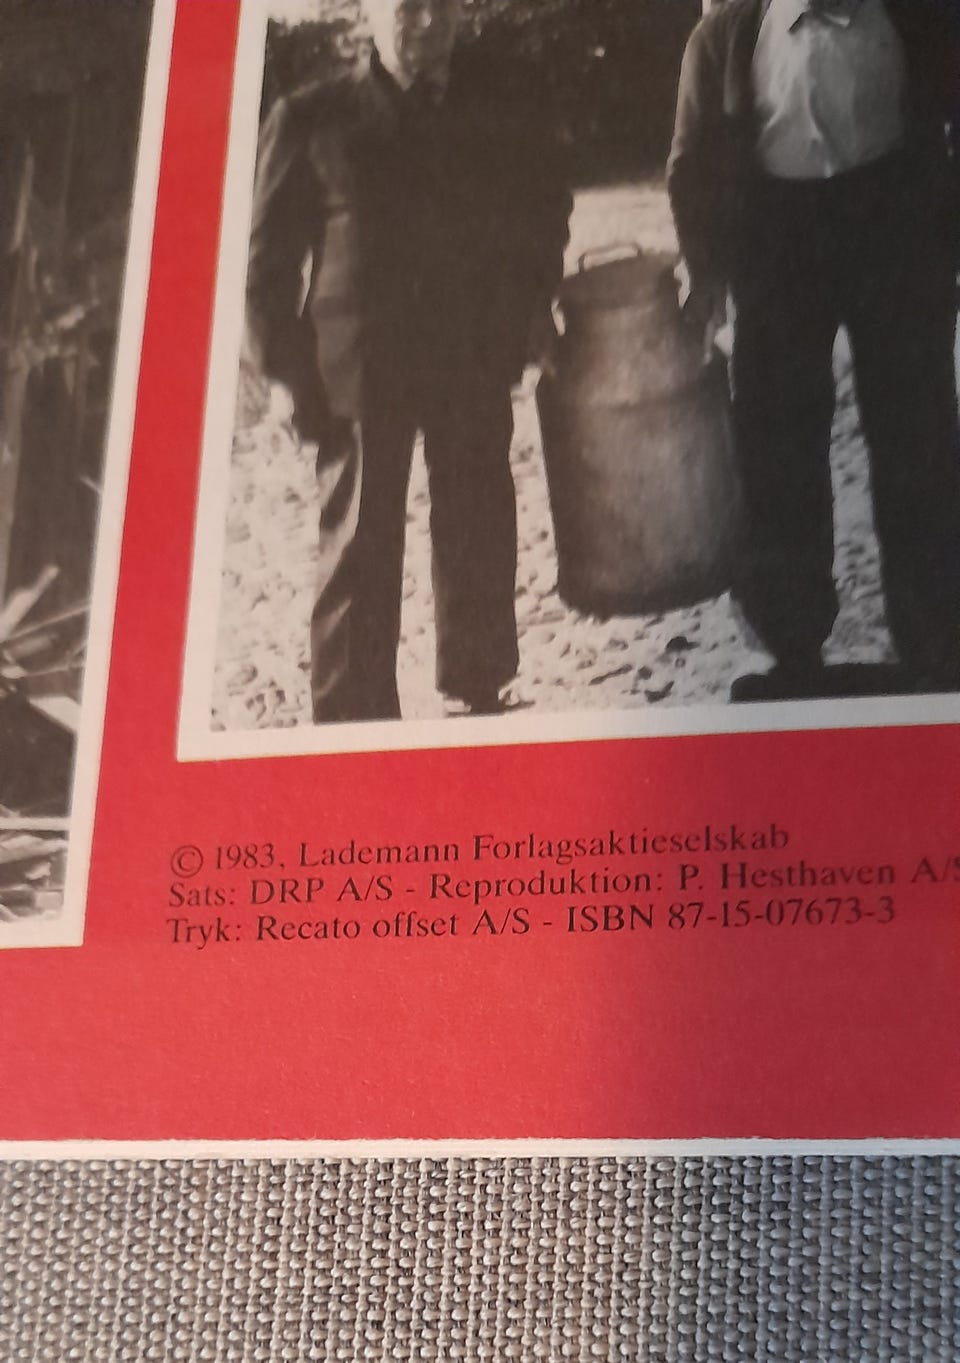 © 1983, Lademann Forlagsaktieselskab
Sats: DRP A/S - Reproduktion: P. Hesthaven A/S
Tryk: Recato offset A/S - ISBN 87-15-07673-3